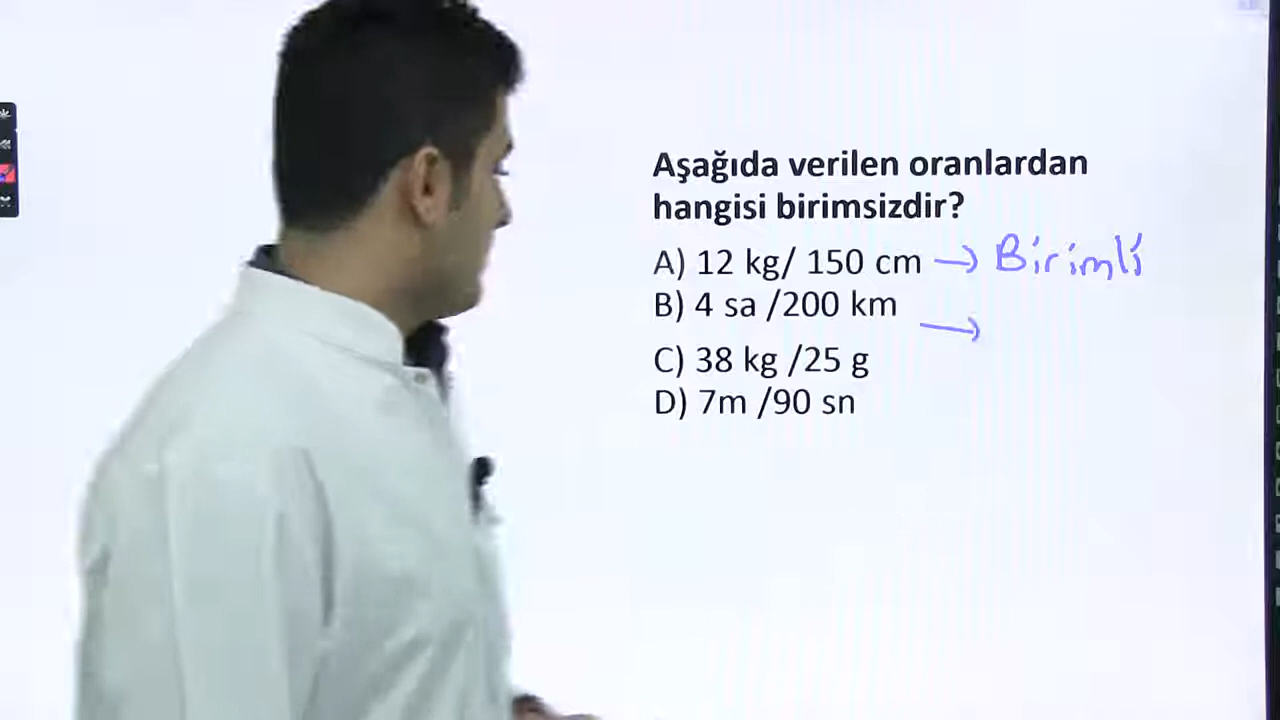 Aşağıda verilen oranlardan
hangisi birimsizdir?
A) 12 kg/ 150 cm → Birimli
B) 4 sa /200 km →
C) 38 kg /25 g
D) 7m /90 sn